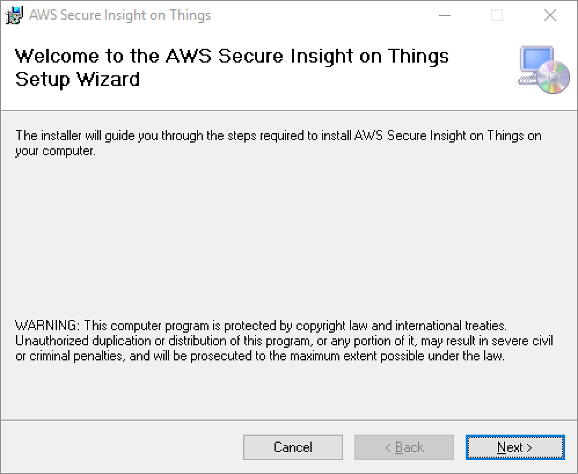 AWS Secure Insight on Things
Welcome to the AWS Secure Insight on Things
Setup Wizard
The installer will guide you through the steps required to install AWS Secure Insight on Things on
your computer.
WARNING: This computer program is protected by copyright law and international treaties.
Unauthorized duplication or distribution of this program, or any portion of it, may result in severe civil
or criminal penalties, and will be prosecuted to the maximum extent possible under the law.
Cancel
< Back
Next >